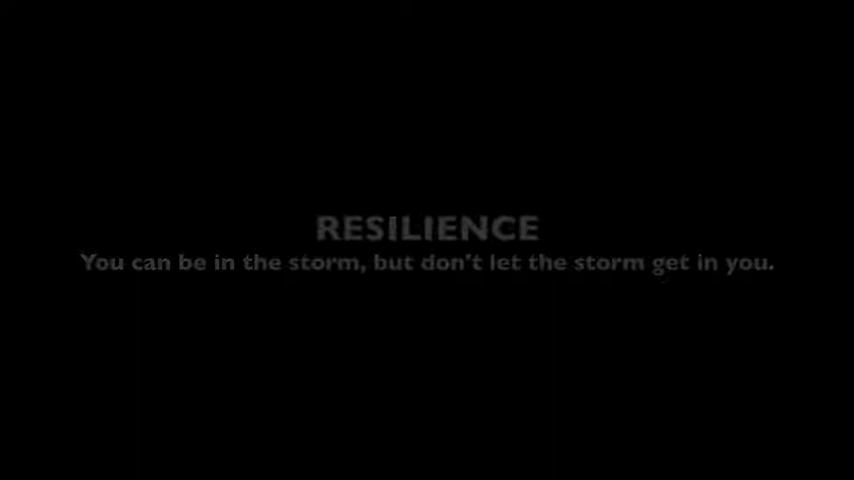 RESILIENCE
You can be in the storm, but don't let the storm get in you.